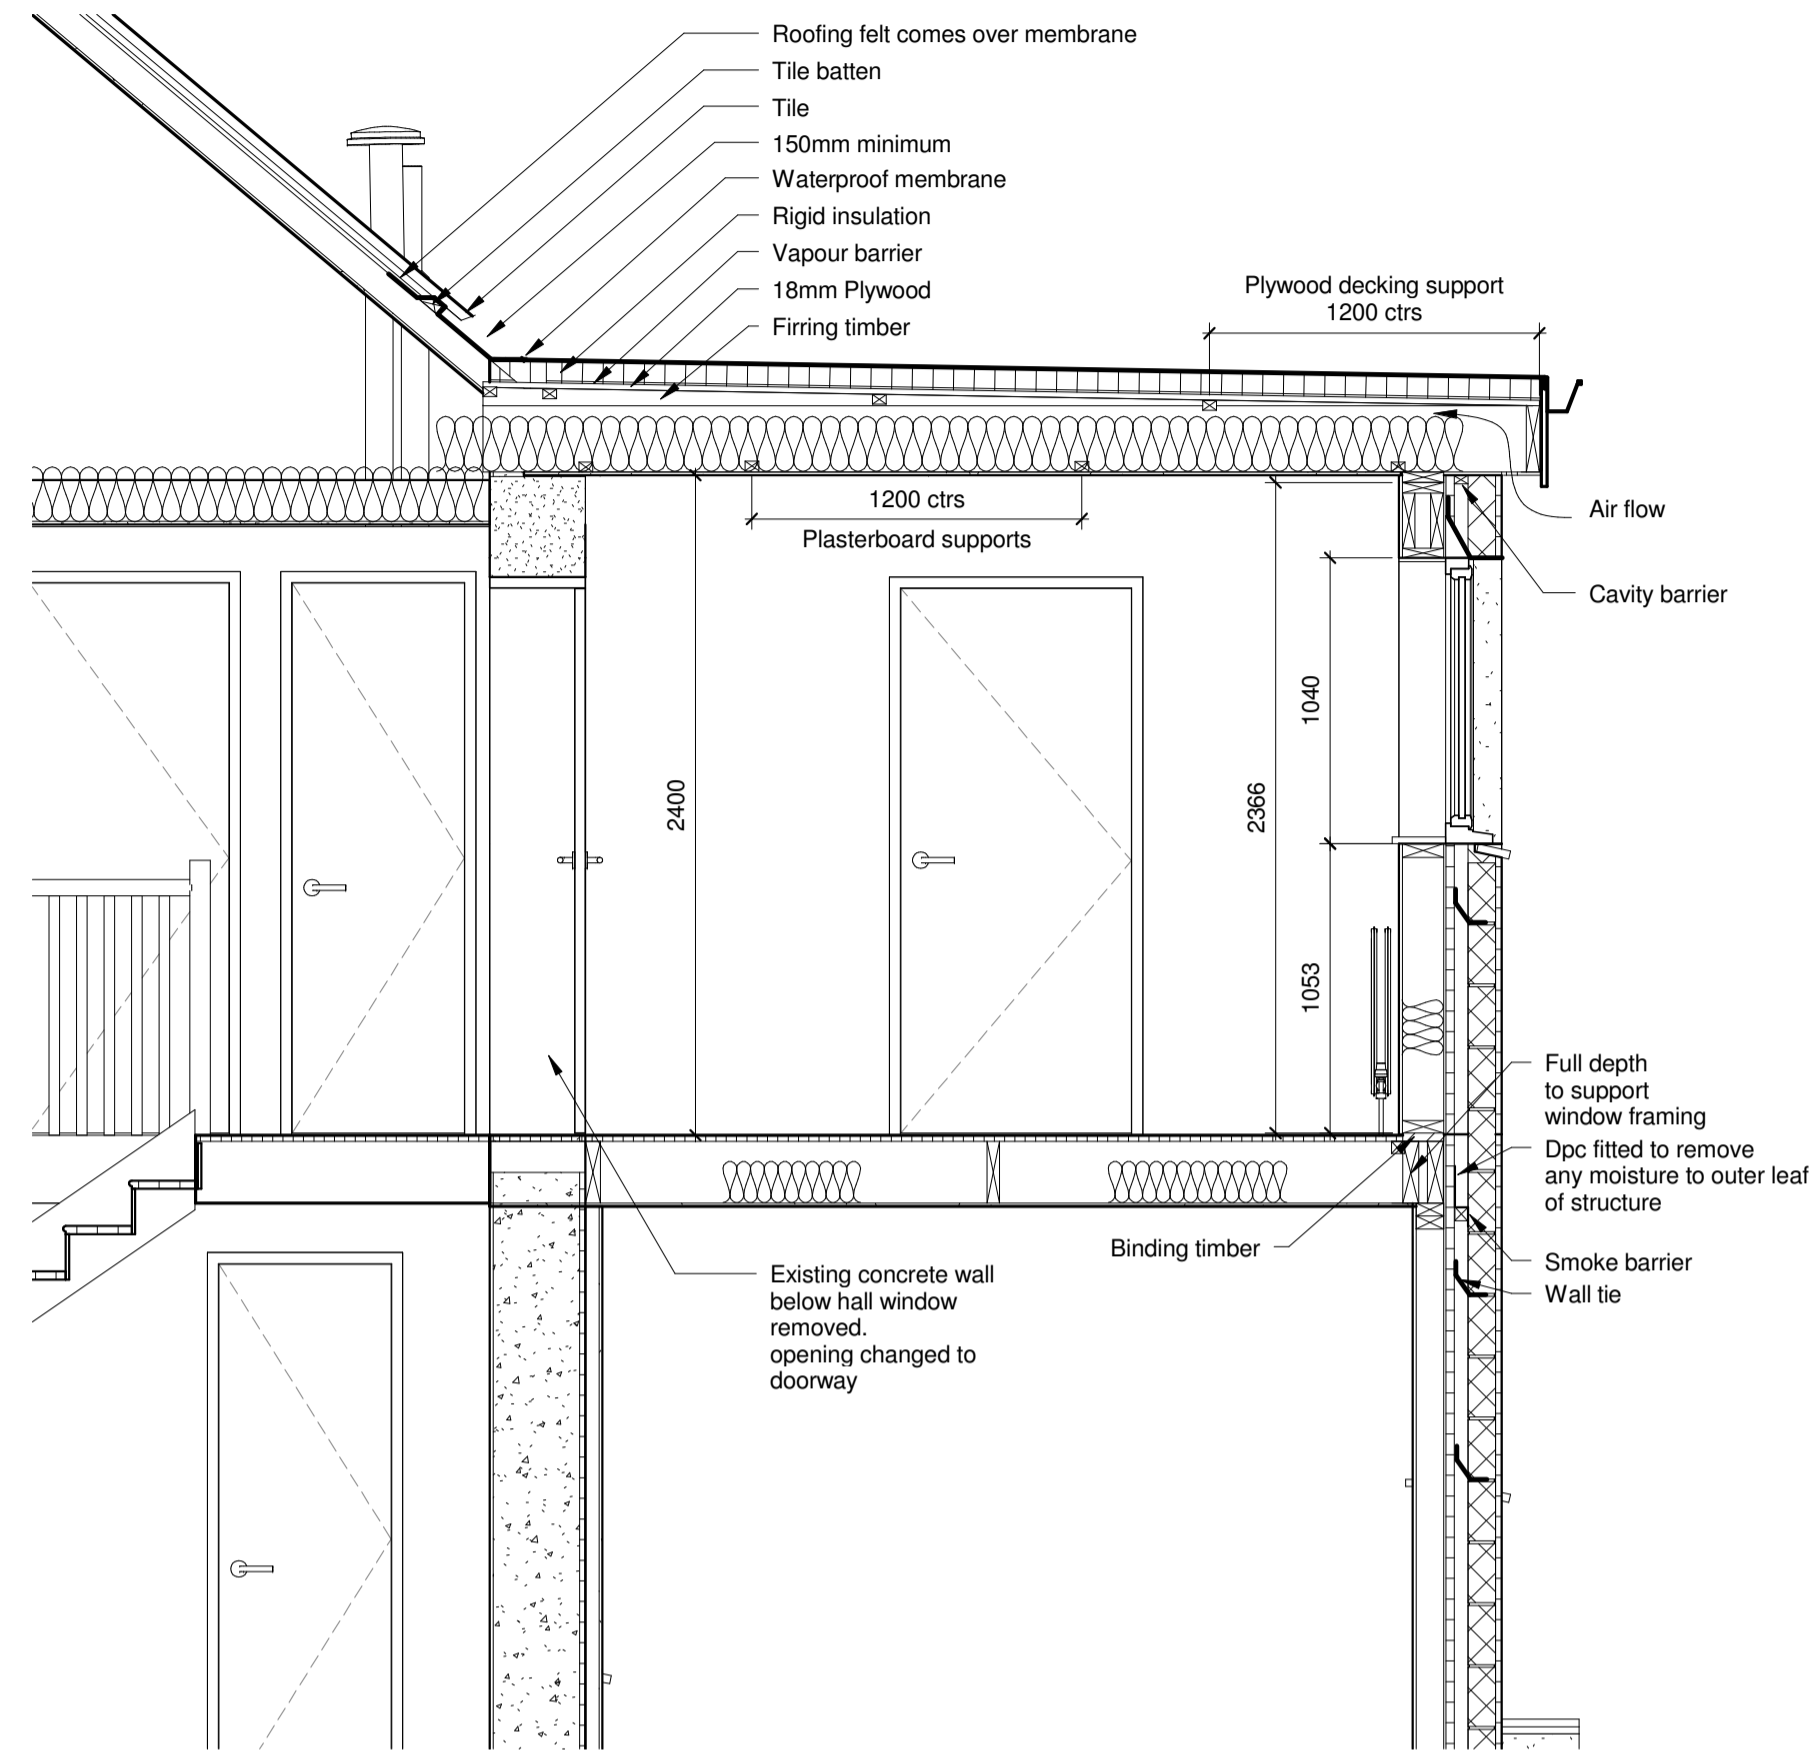 Roofing felt comes over membrane
Tile batten
Tile
150mm minimum
Waterproof membrane
Rigid insulation
Vapour barrier
18mm Plywood
Firring timber
Plywood decking support
1200 ctrs
1200 ctrs
Plasterboard supports
Air flow
Cavity barrier
2400
2366
1040
1053
Full depth
to support
window framing
Dpc fitted to remove
any moisture to outer leaf
of structure
Binding timber
Smoke barrier
Wall tie
Existing concrete wall
below hall window
removed.
opening changed to
doorway